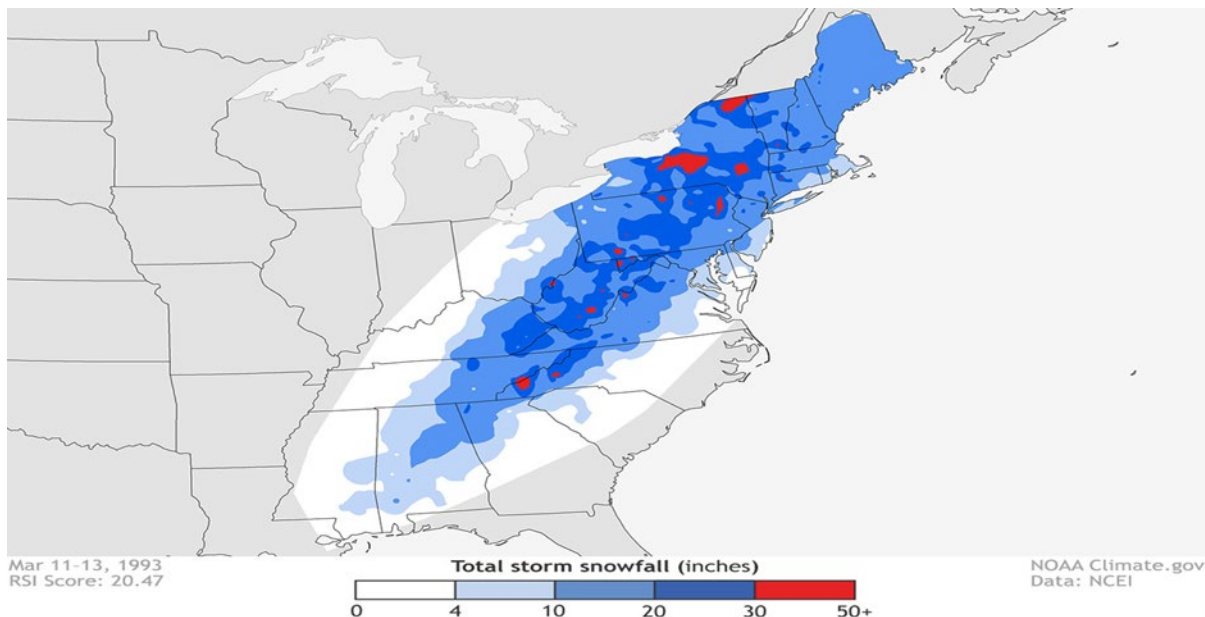 Mar 11-13, 1993
RSI Score: 20.47
Total storm snowfall (inches)
0 4 10 20 30 50+
NOAA Climate.gov
Data: NCEI